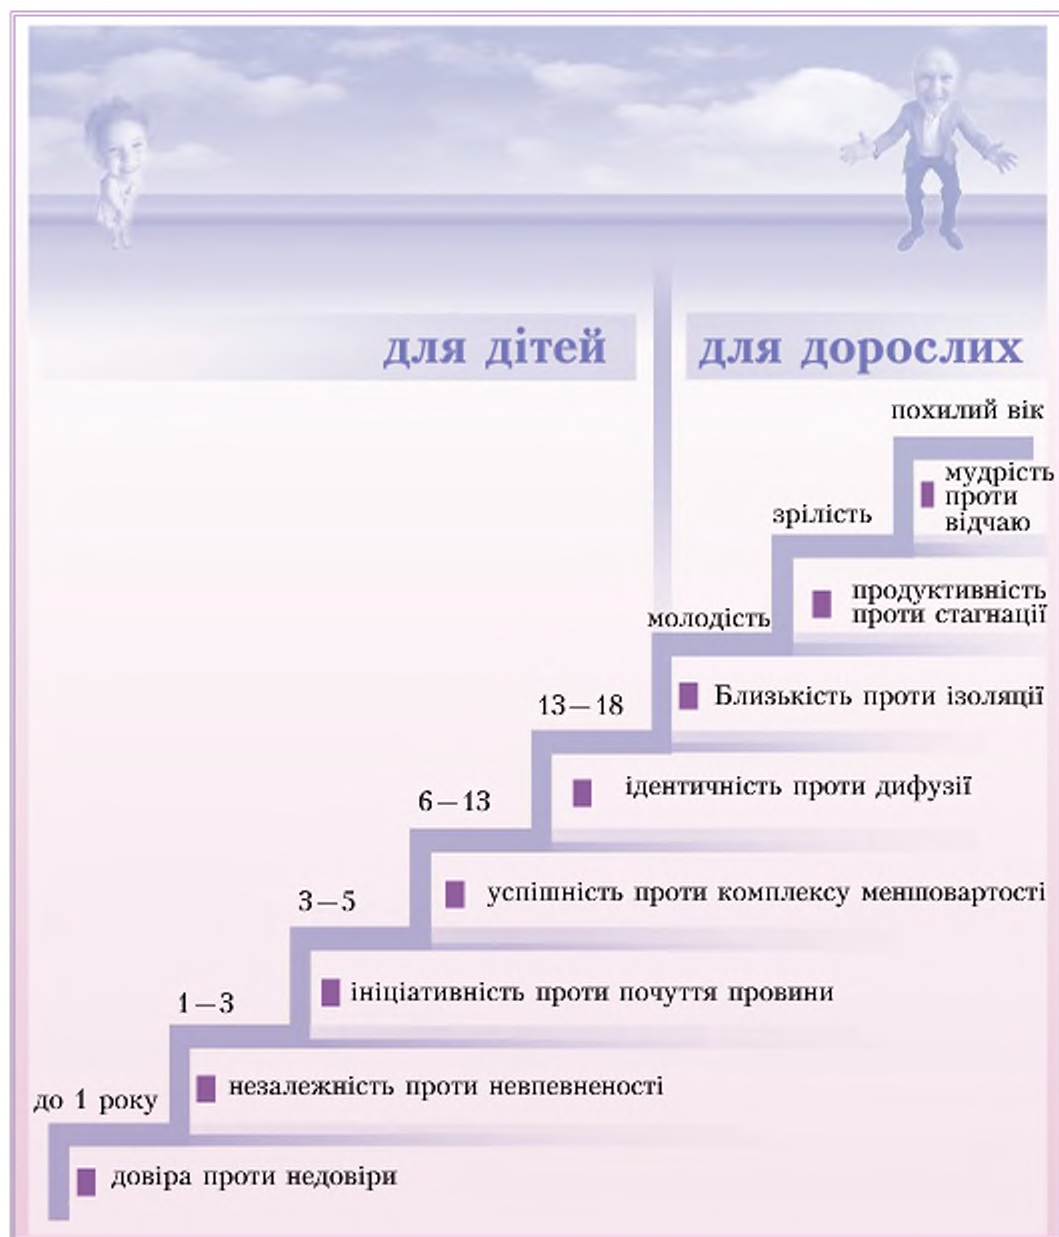 для дітей
для дорослих
похилий вік
мудрість
проти
відчаю
зрілість
продуктивність
проти стагнації
молодість
Близькість проти ізоляції
13—18
ідентичність проти дифузії
6—13
успішність проти комплексу меншовартості
3—5
ініціативність проти почуття провини
1—3
незалежність проти невпевненості
до 1 року
довіра проти недовіри